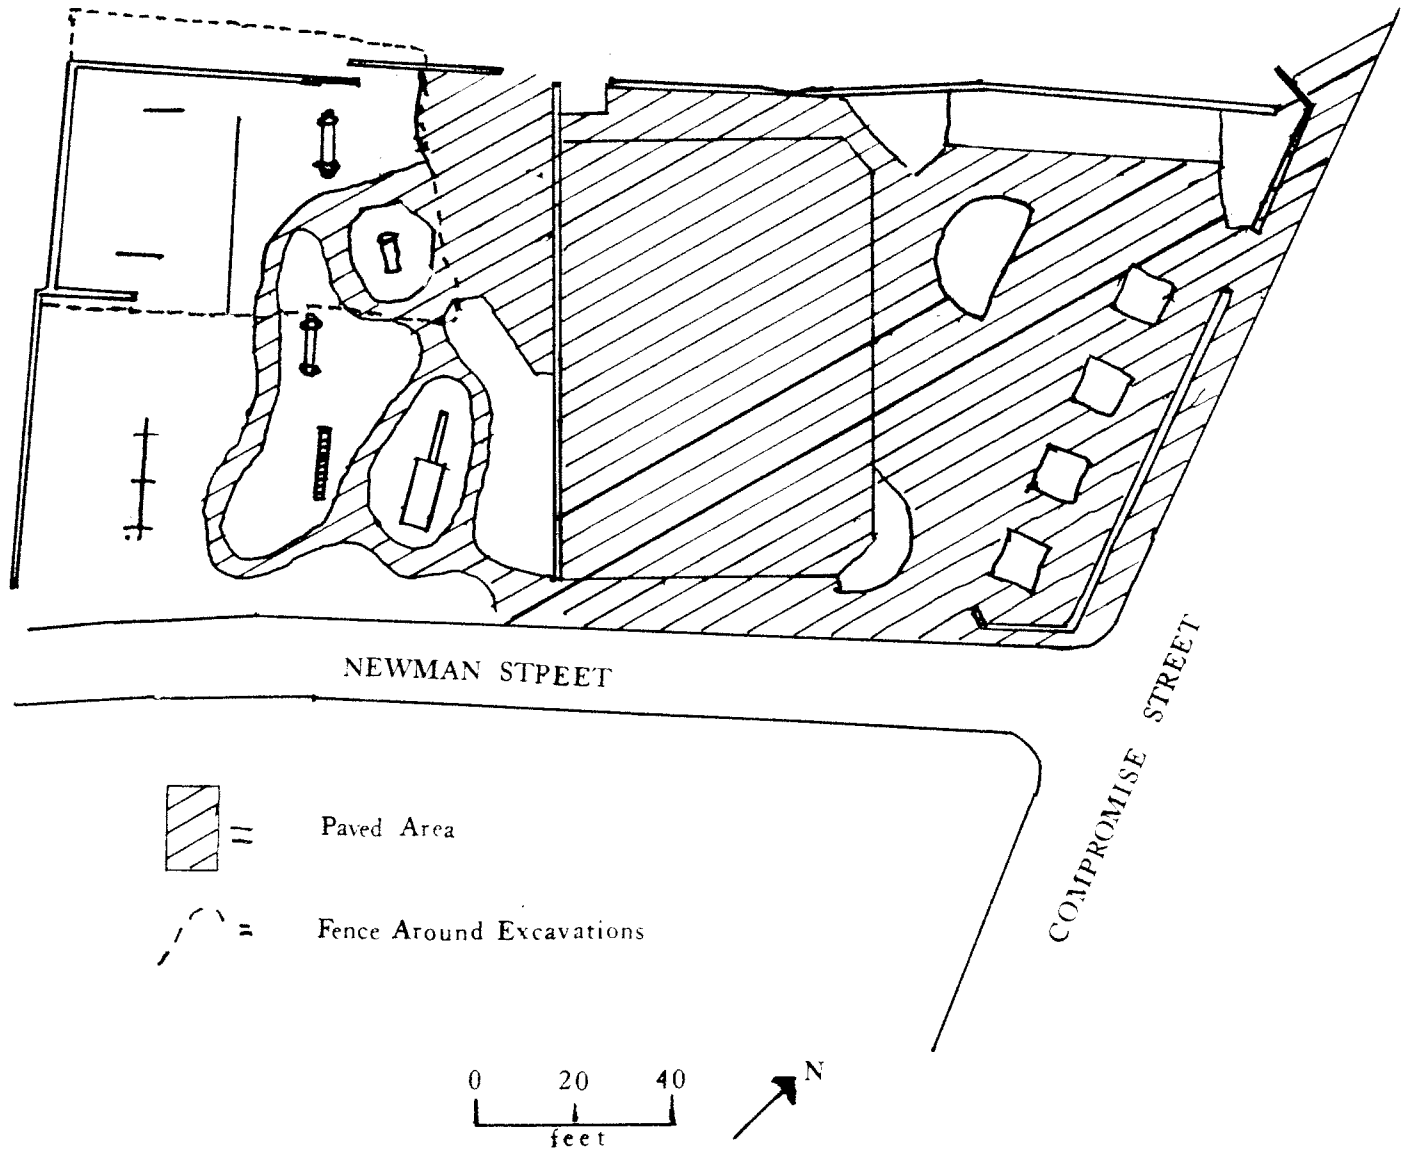 NEWMAN STPEET
COMPROMISE STREET
= Paved Area
= Fence Around Excavations
0 20 40
feet
N